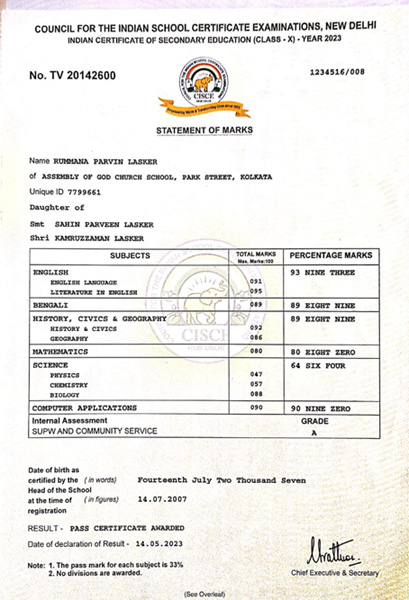 COUNCIL FOR THE INDIAN SCHOOL CERTIFICATE EXAMINATIONS, NEW DELHI
INDIAN CERTIFICATE OF SECONDARY EDUCATION (CLASS - X) - YEAR 2023
No. TV 20142600
1234516/008
CISCE
NEW DELHI
STATEMENT OF MARKS
Name RUMMANA PARVIN LASKER
of ASSEMBLY OF GOD CHURCH SCHOOL, PARK STREET, KOLKATA
Unique ID 7799661
Daughter of
Smt SAHIN PARVEEN LASKER
Shri KAMRUZZAMAN LASKER
SUBJECTS TOTAL MARKS Max. Marks:100 PERCENTAGE MARKS
ENGLISH 93 NINE THREE
ENGLISH LANGUAGE 091
LITERATURE IN ENGLISH 095
BENGALI 089 89 EIGHT NINE
HISTORY, CIVICS & GEOGRAPHY 89 EIGHT NINE
HISTORY & CIVICS 092
GEOGRAPHY 086
MATHEMATICS 080 80 EIGHT ZERO
SCIENCE 64 SIX FOUR
PHYSICS 047
CHEMISTRY 057
BIOLOGY 088
COMPUTER APPLICATIONS 090 90 NINE ZERO
Internal Assessment GRADE
SUPW AND COMMUNITY SERVICE A
CISCE
NEW DELHI
Date of birth as
certified by the (in words) Fourteenth July Two Thousand Seven
Head of the School
at the time of (in figures) 14.07.2007
registration
RESULT - PASS CERTIFICATE AWARDED
Date of declaration of Result - 14.05.2023
Note: 1. The pass mark for each subject is 33%
2. No divisions are awarded.
Chief Executive & Secretary
(See Overleaf)